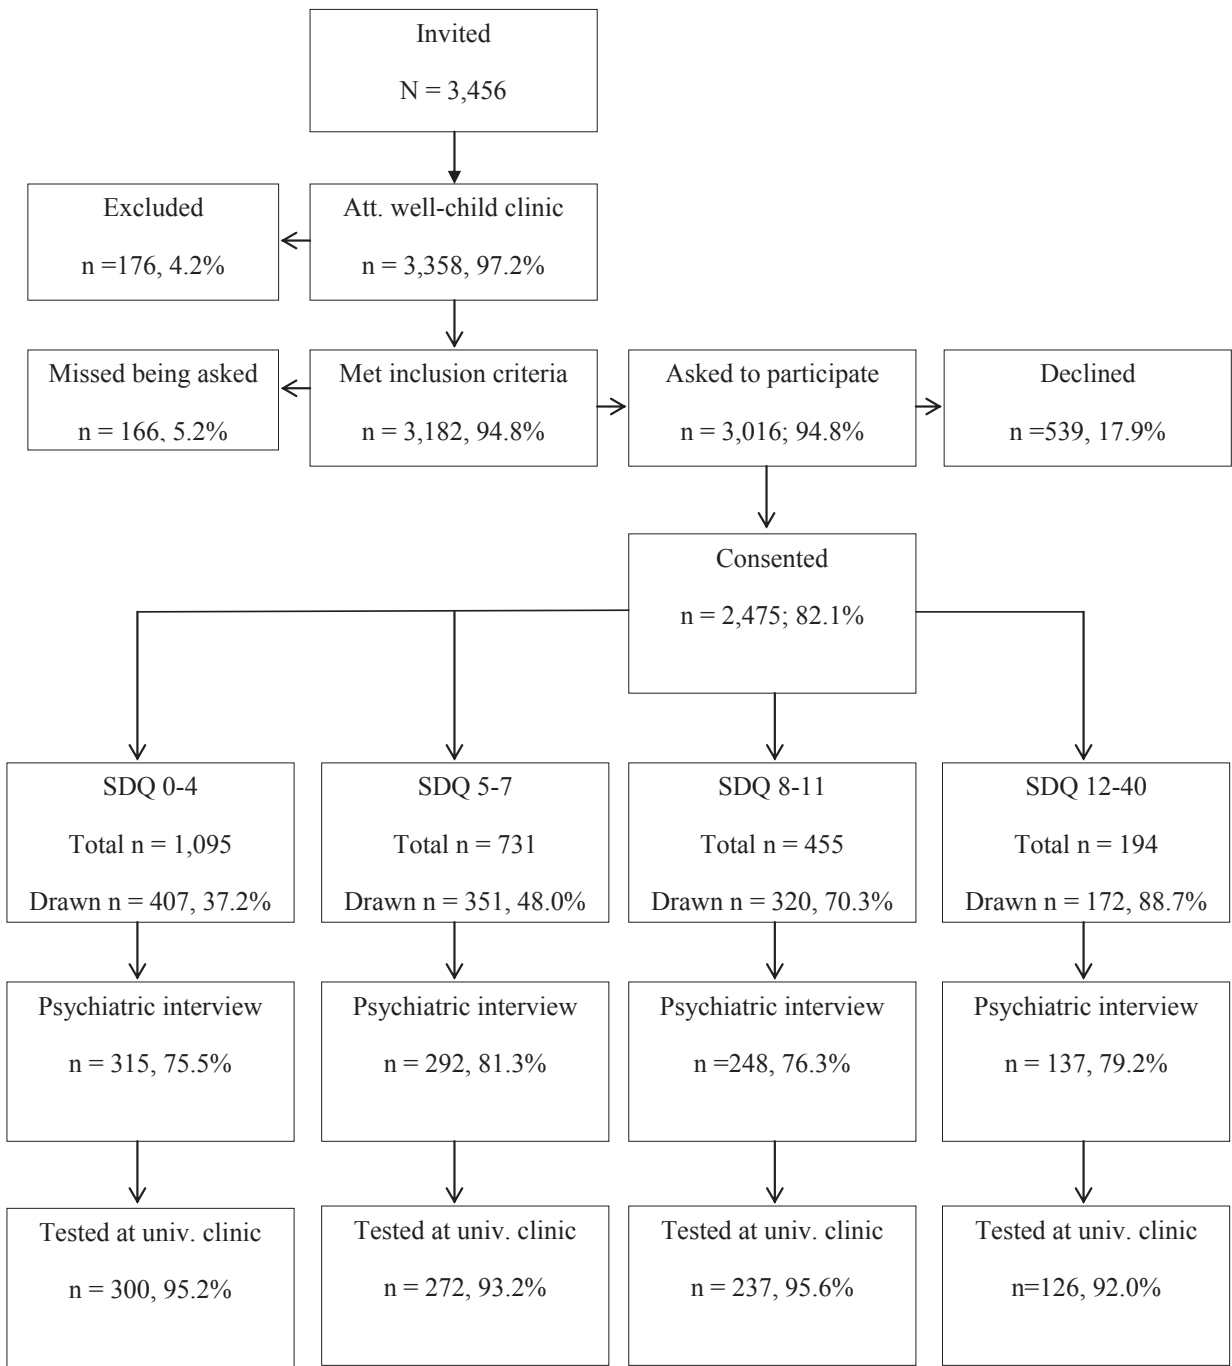 Invited
N = 3,456
Excluded
n =176, 4.2%
Att. well-child clinic
n = 3,358, 97.2%
Missed being asked
n = 166, 5.2%
Met inclusion criteria
n = 3,182, 94.8%
Asked to participate
n = 3,016; 94.8%
Declined
n =539, 17.9%
Consented
n = 2,475; 82.1%
SDQ 0-4
Total n = 1,095
Drawn n = 407, 37.2%
SDQ 5-7
Total n = 731
Drawn n = 351, 48.0%
SDQ 8-11
Total n = 455
Drawn n = 320, 70.3%
SDQ 12-40
Total n = 194
Drawn n = 172, 88.7%
Psychiatric interview
n = 315, 75.5%
Psychiatric interview
n = 292, 81.3%
Psychiatric interview
n =248, 76.3%
Psychiatric interview
n = 137, 79.2%
Tested at univ. clinic
n = 300, 95.2%
Tested at univ. clinic
n = 272, 93.2%
Tested at univ. clinic
n = 237, 95.6%
Tested at univ. clinic
n=126, 92.0%